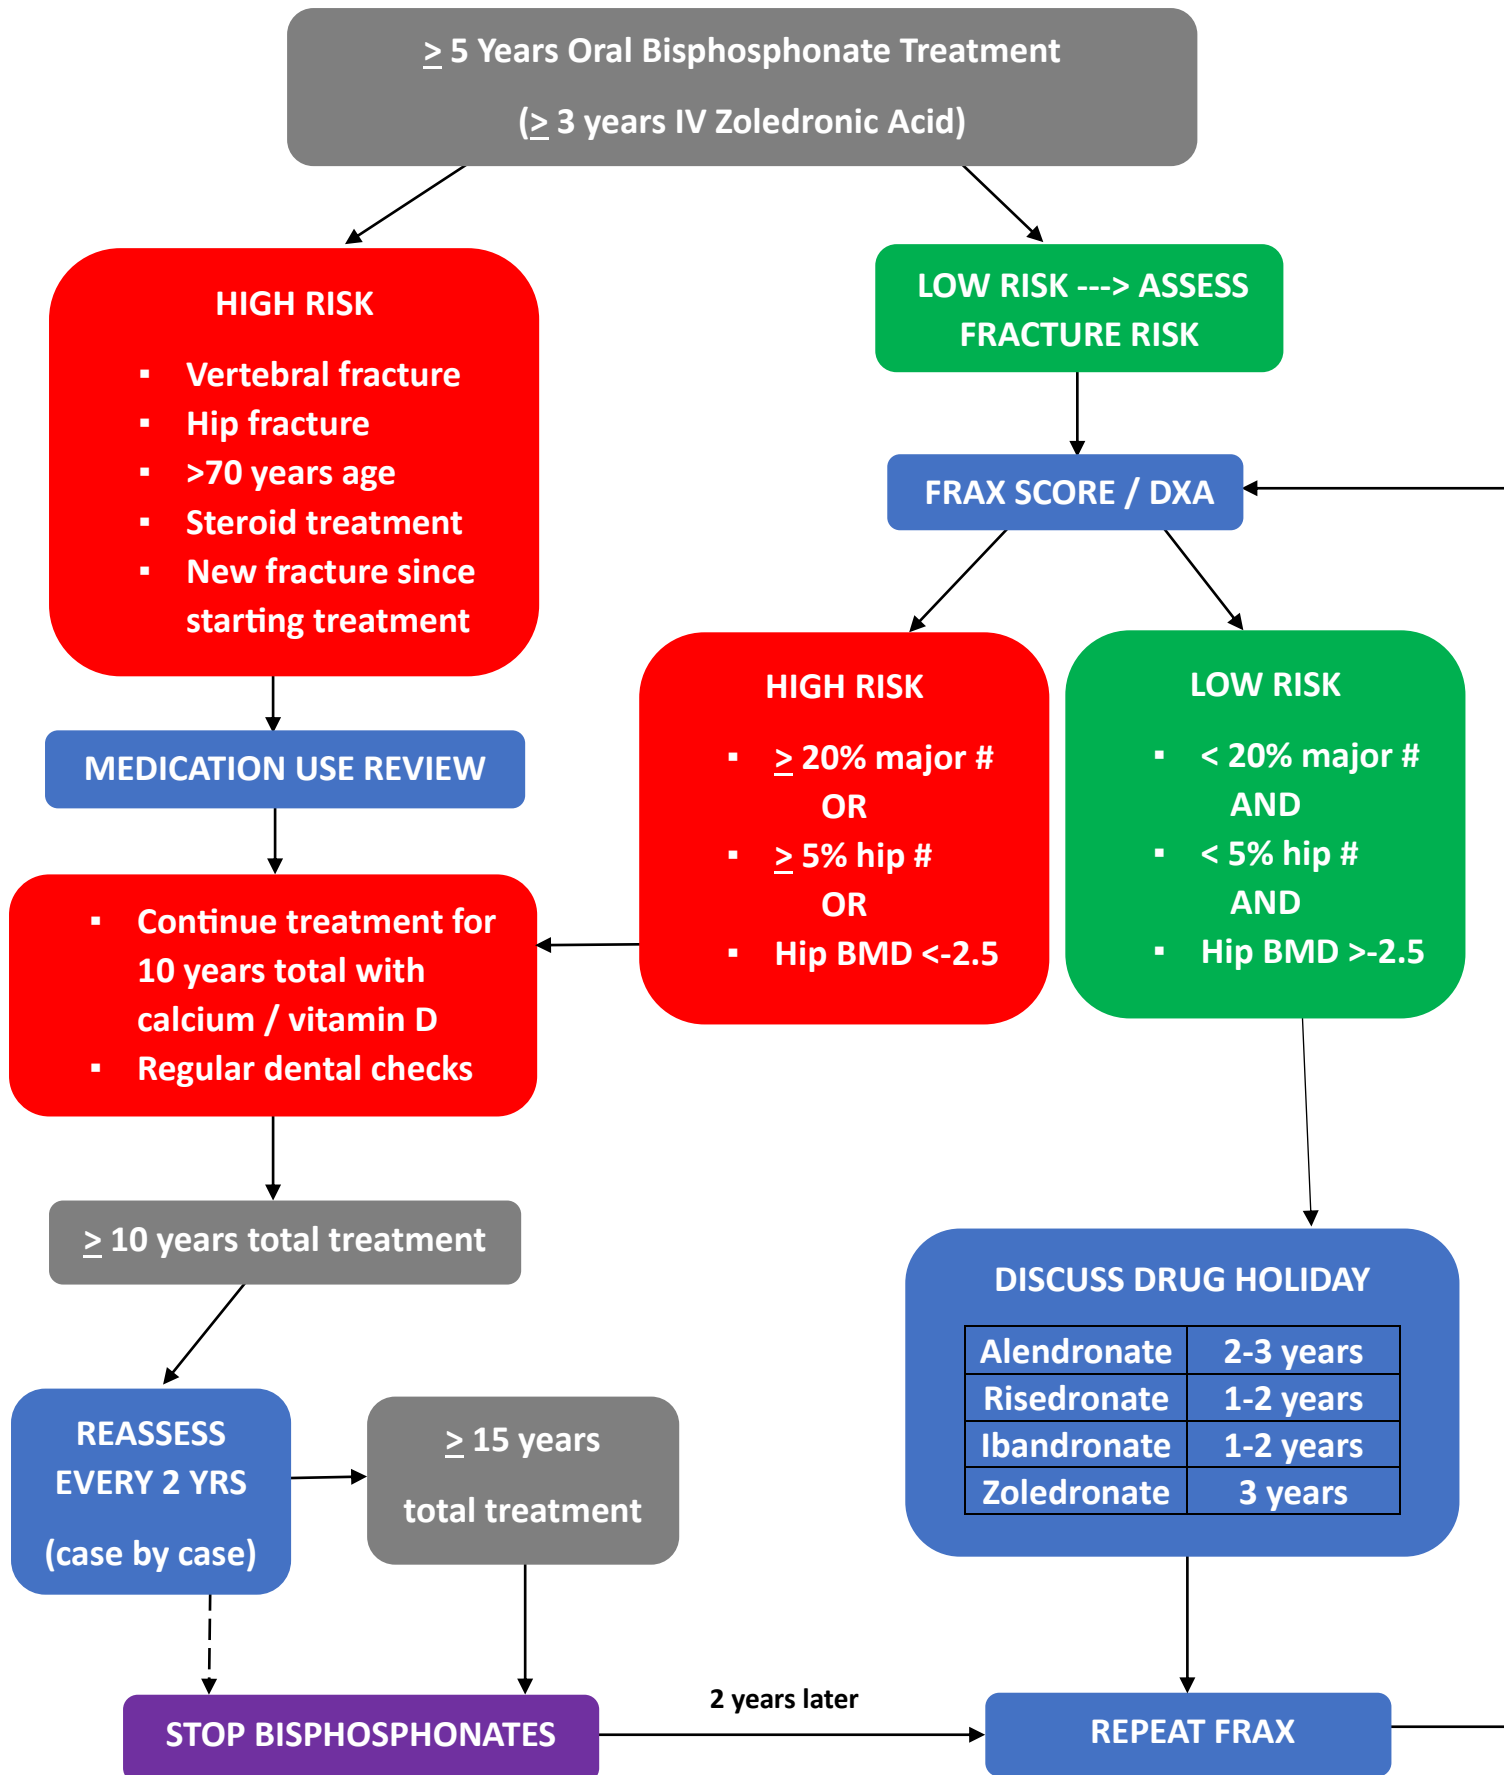 ≥ 5 Years Oral Bisphosphonate Treatment
(≥ 3 years IV Zoledronic Acid)
HIGH RISK
▪ Vertebral fracture
▪ Hip fracture
▪ >70 years age
▪ Steroid treatment
▪ New fracture since
starting treatment
LOW RISK ---> ASSESS
FRACTURE RISK
FRAX SCORE / DXA
MEDICATION USE REVIEW
HIGH RISK
▪ ≥ 20% major #
OR
▪ ≥ 5% hip #
OR
▪ Hip BMD <-2.5
LOW RISK
▪ < 20% major #
AND
▪ < 5% hip #
AND
▪ Hip BMD >-2.5
▪ Continue treatment for
10 years total with
calcium / vitamin D
▪ Regular dental checks
≥ 10 years total treatment
DISCUSS DRUG HOLIDAY
Alendronate 2-3 years
Risedronate 1-2 years
Ibandronate 1-2 years
Zoledronate 3 years
REASSESS
EVERY 2 YRS
(case by case)
≥ 15 years
total treatment
STOP BISPHOSPHONATES
2 years later
REPEAT FRAX